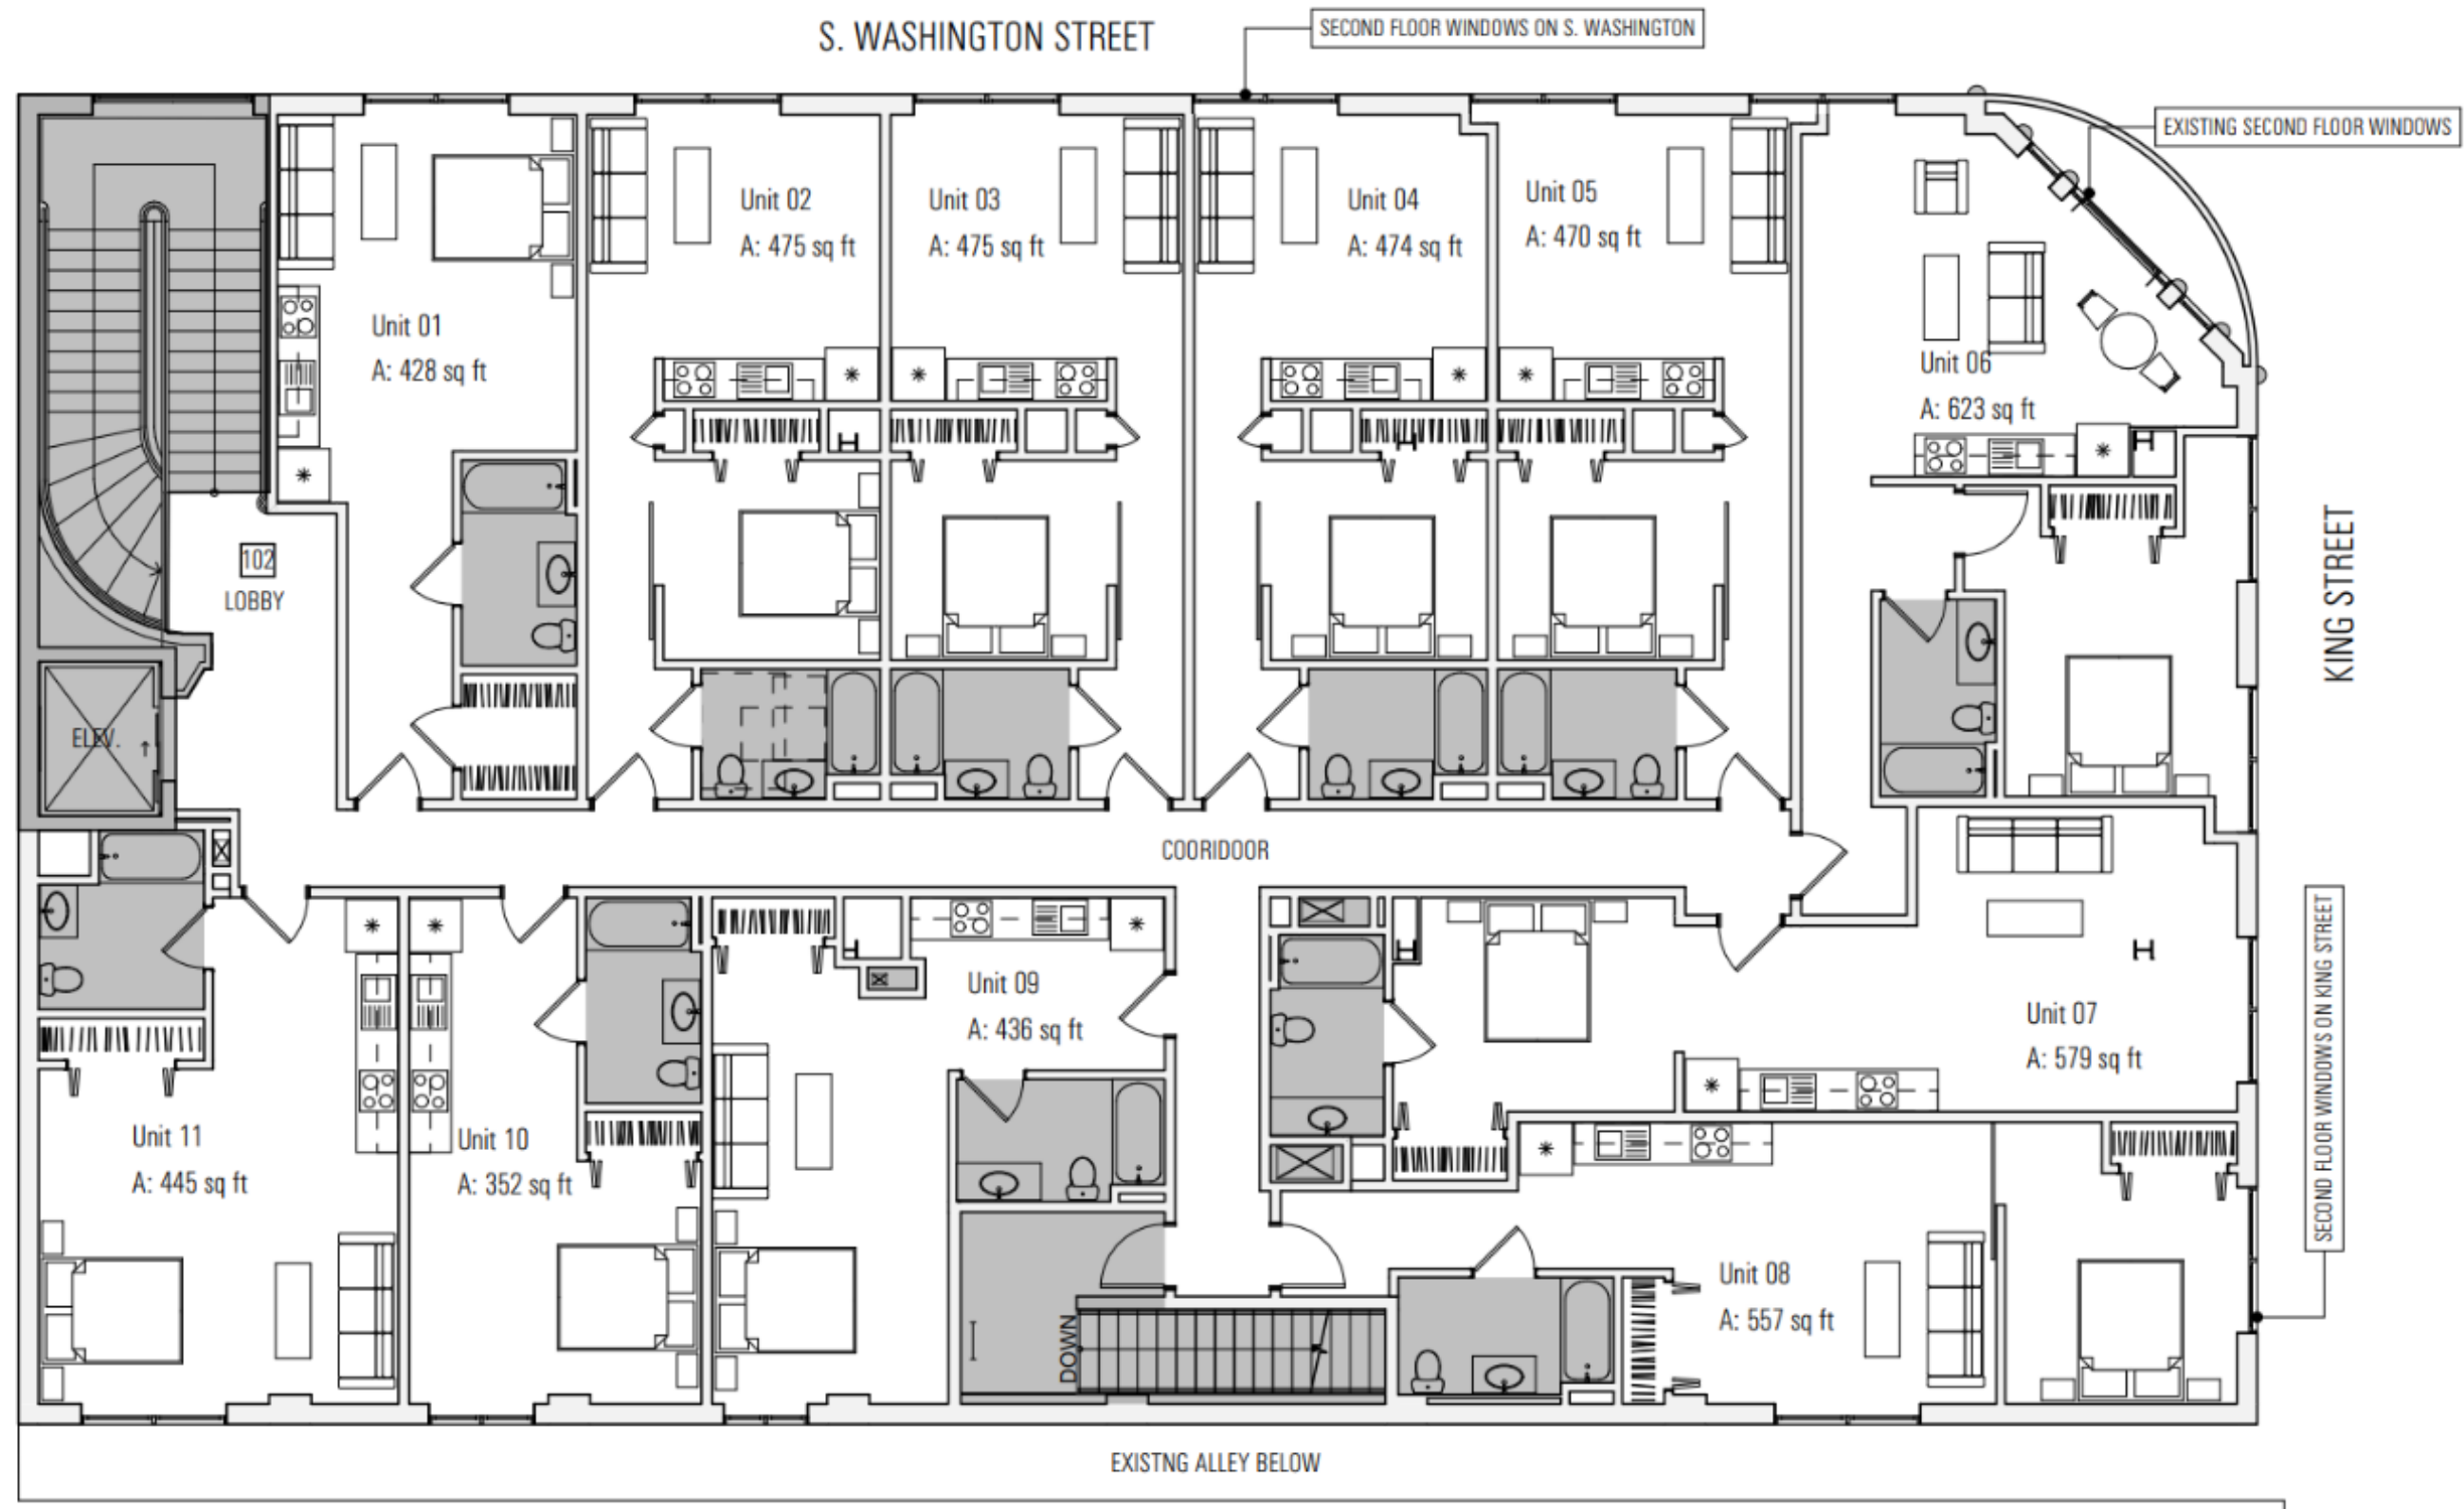 S. WASHINGTON STREET
SECOND FLOOR WINDOWS ON S. WASHINGTON
EXISTING SECOND FLOOR WINDOWS
Unit 01
A: 428 sq ft
Unit 02
A: 475 sq ft
Unit 03
A: 475 sq ft
Unit 04
A: 474 sq ft
Unit 05
A: 470 sq ft
Unit 06
A: 623 sq ft
KING STREET
102
LOBBY
ELEV.
COORIDOOR
SECOND FLOOR WINDOWS ON KING STREET
Unit 07
A: 579 sq ft
Unit 09
A: 436 sq ft
Unit 11
A: 445 sq ft
Unit 10
A: 352 sq ft
Unit 08
A: 557 sq ft
DOWN
EXISTNG ALLEY BELOW